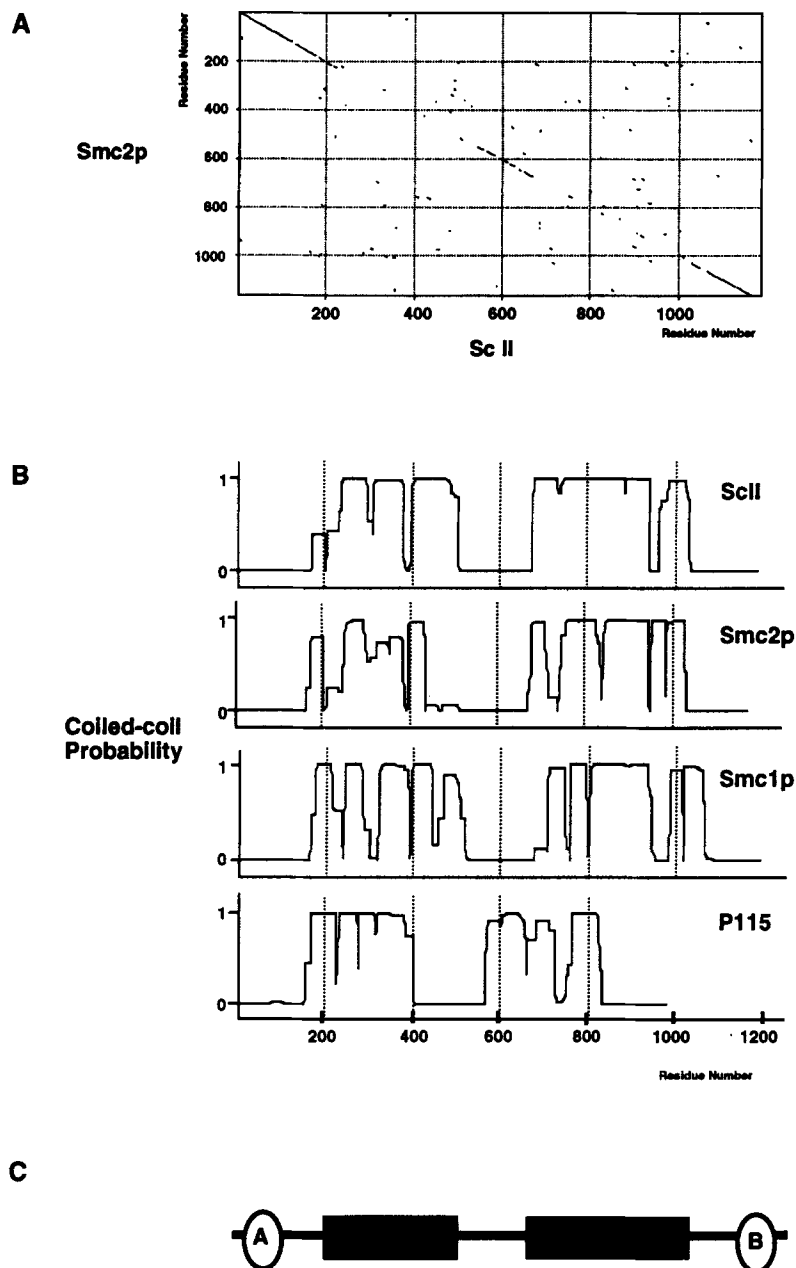 A
Residue Number
200
400
600
800
1000
Smc2p
200 400 600 800 1000
Residue Number
Sc II
B
1
0
ScII
1
0
Smc2p
Coiled-coil
Probability
1
0
Smc1p
1
0
P115
200 400 600 800 1000 1200
Residue Number
C
A B